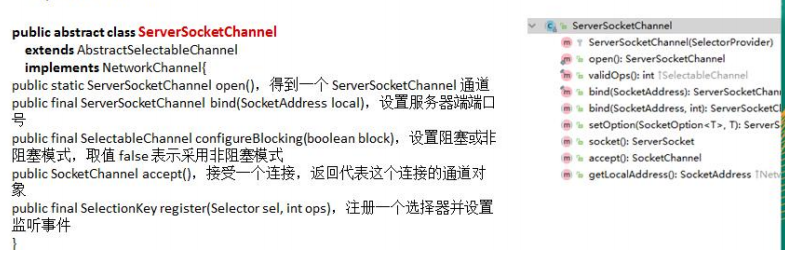 public abstract class ServerSocketChannel
extends AbstractSelectableChannel
implements NetworkChannel{
public static ServerSocketChannel open()，得到一个 ServerSocketChannel 通道
public final ServerSocketChannel bind(SocketAddress local)，设置服务器端端口
号
public final SelectableChannel configureBlocking(boolean block)，设置阻塞或非
阻塞模式，取值 false 表示采用非阻塞模式
public SocketChannel accept()，接受一个连接，返回代表这个连接的通道对
象
public final SelectionKey register(Selector sel, int ops)，注册一个选择器并设置
监听事件
}
ServerSocketChannel
ServerSocketChannel(SelectorProvider)
open(): ServerSocketChannel
validOps(): int ↑SelectableChannel
bind(SocketAddress): ServerSocketChann
bind(SocketAddress, int): ServerSocketCl
setOption(SocketOption<T>, T): ServerS
socket(): ServerSocket
accept(): SocketChannel
getLocalAddress(): SocketAddress ↑Netw